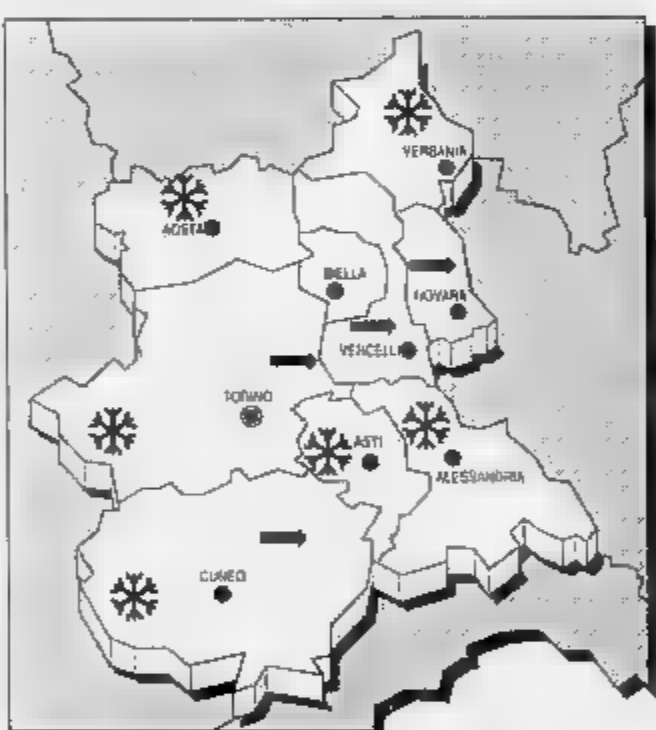 VERBANIA
AOSTA
BIELLA
NOVARA
VERCELLI
TORINO
ASTI
ALESSANDRIA
CUNEO